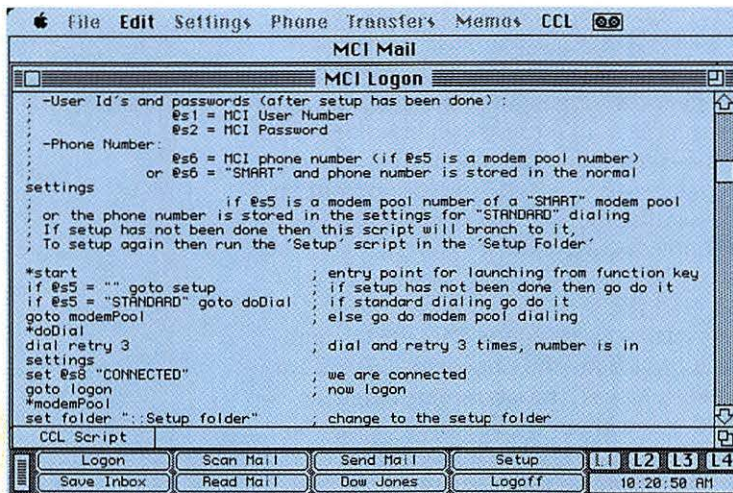 File Edit Settings Phone Transfers Memos CCL
MCI Mail
MCI Logon
; -User Id's and passwords (after setup has been done) :
; @s1 = MCI User Number
; @s2 = MCI Password
; -Phone Number:
; @s6 = MCI phone number (if @s5 is a modem pool number)
; or @s6 = "SMART" and phone number is stored in the normal
settings
; if @s5 is a modem pool number of a "SMART" modem pool
; or the phone number is stored in the settings for "STANDARD" dialing
; If setup has not been done then this script will branch to it,
; To setup again then run the 'Setup' script in the 'Setup Folder'
*start ; entry point for launching from function key
if @s5 = "" goto setup ; if setup has not been done then go do it
if @s5 = "STANDARD" goto doDial ; if standard dialing go do it
goto modemPool ; else go do modem pool dialing
*doDial
dial retry 3 ; dial and retry 3 times, number is in
settings
set @s8 "CONNECTED" ; we are connected
goto logon ; now logon
*modemPool
set folder "::Setup folder" ; change to the setup folder
CCL Script
Logon Scan Mail Send Mail Setup L1 L2 L3 L4
Save Inbox Read Mail Dow Jones Logoff 10:20:50 AM